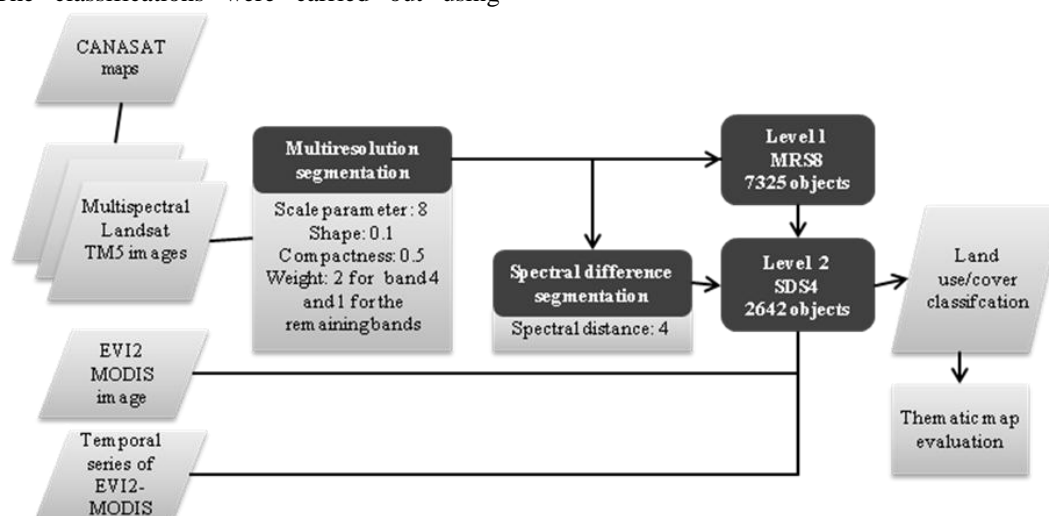 The classifications were carried out using
CANASAT
maps
Multispectral
Landsat
TM5 images
Multiresolution
segmentation
Scale parameter: 8
Shape: 0.1
Compactness: 0.5
Weight: 2 for band 4
and 1 for the
remaining bands
Spectral difference
segmentation
Spectral distance: 4
Level 1
MRS8
7325 objects
Level 2
SDS4
2642 objects
Land
use/cover
classifcation
Thematic map
evaluation
EVI2
MODIS
image
Temporal
series of
EVI2-
MODIS